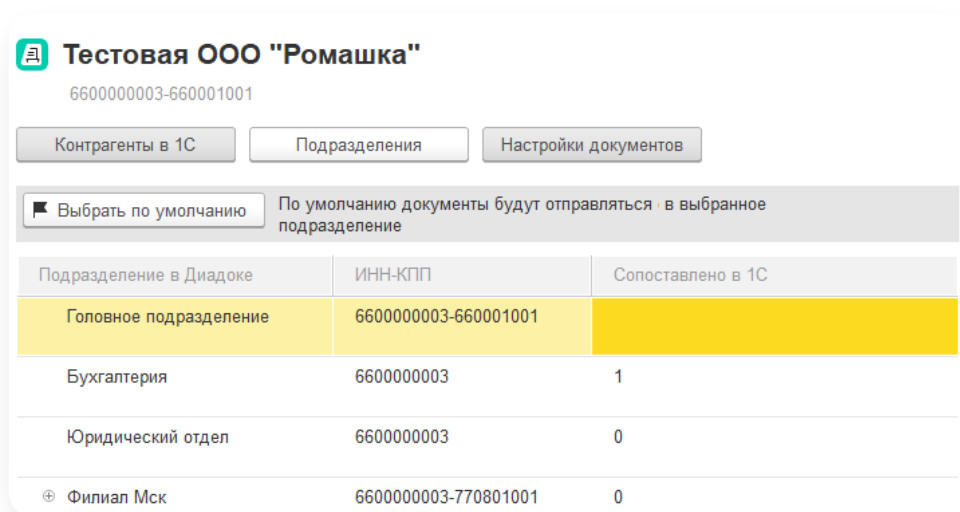 Тестовая ООО "Ромашка"
6600000003-660001001
Контрагенты в 1С Подразделения Настройки документов
Выбрать по умолчанию По умолчанию документы будут отправляться в выбранное
подразделение
Подразделение в Диадоке ИНН-КПП Сопоставлено в 1С
Головное подразделение 6600000003-660001001
Бухгалтерия 6600000003 1
Юридический отдел 6600000003 0
Филиал Мск 6600000003-770801001 0